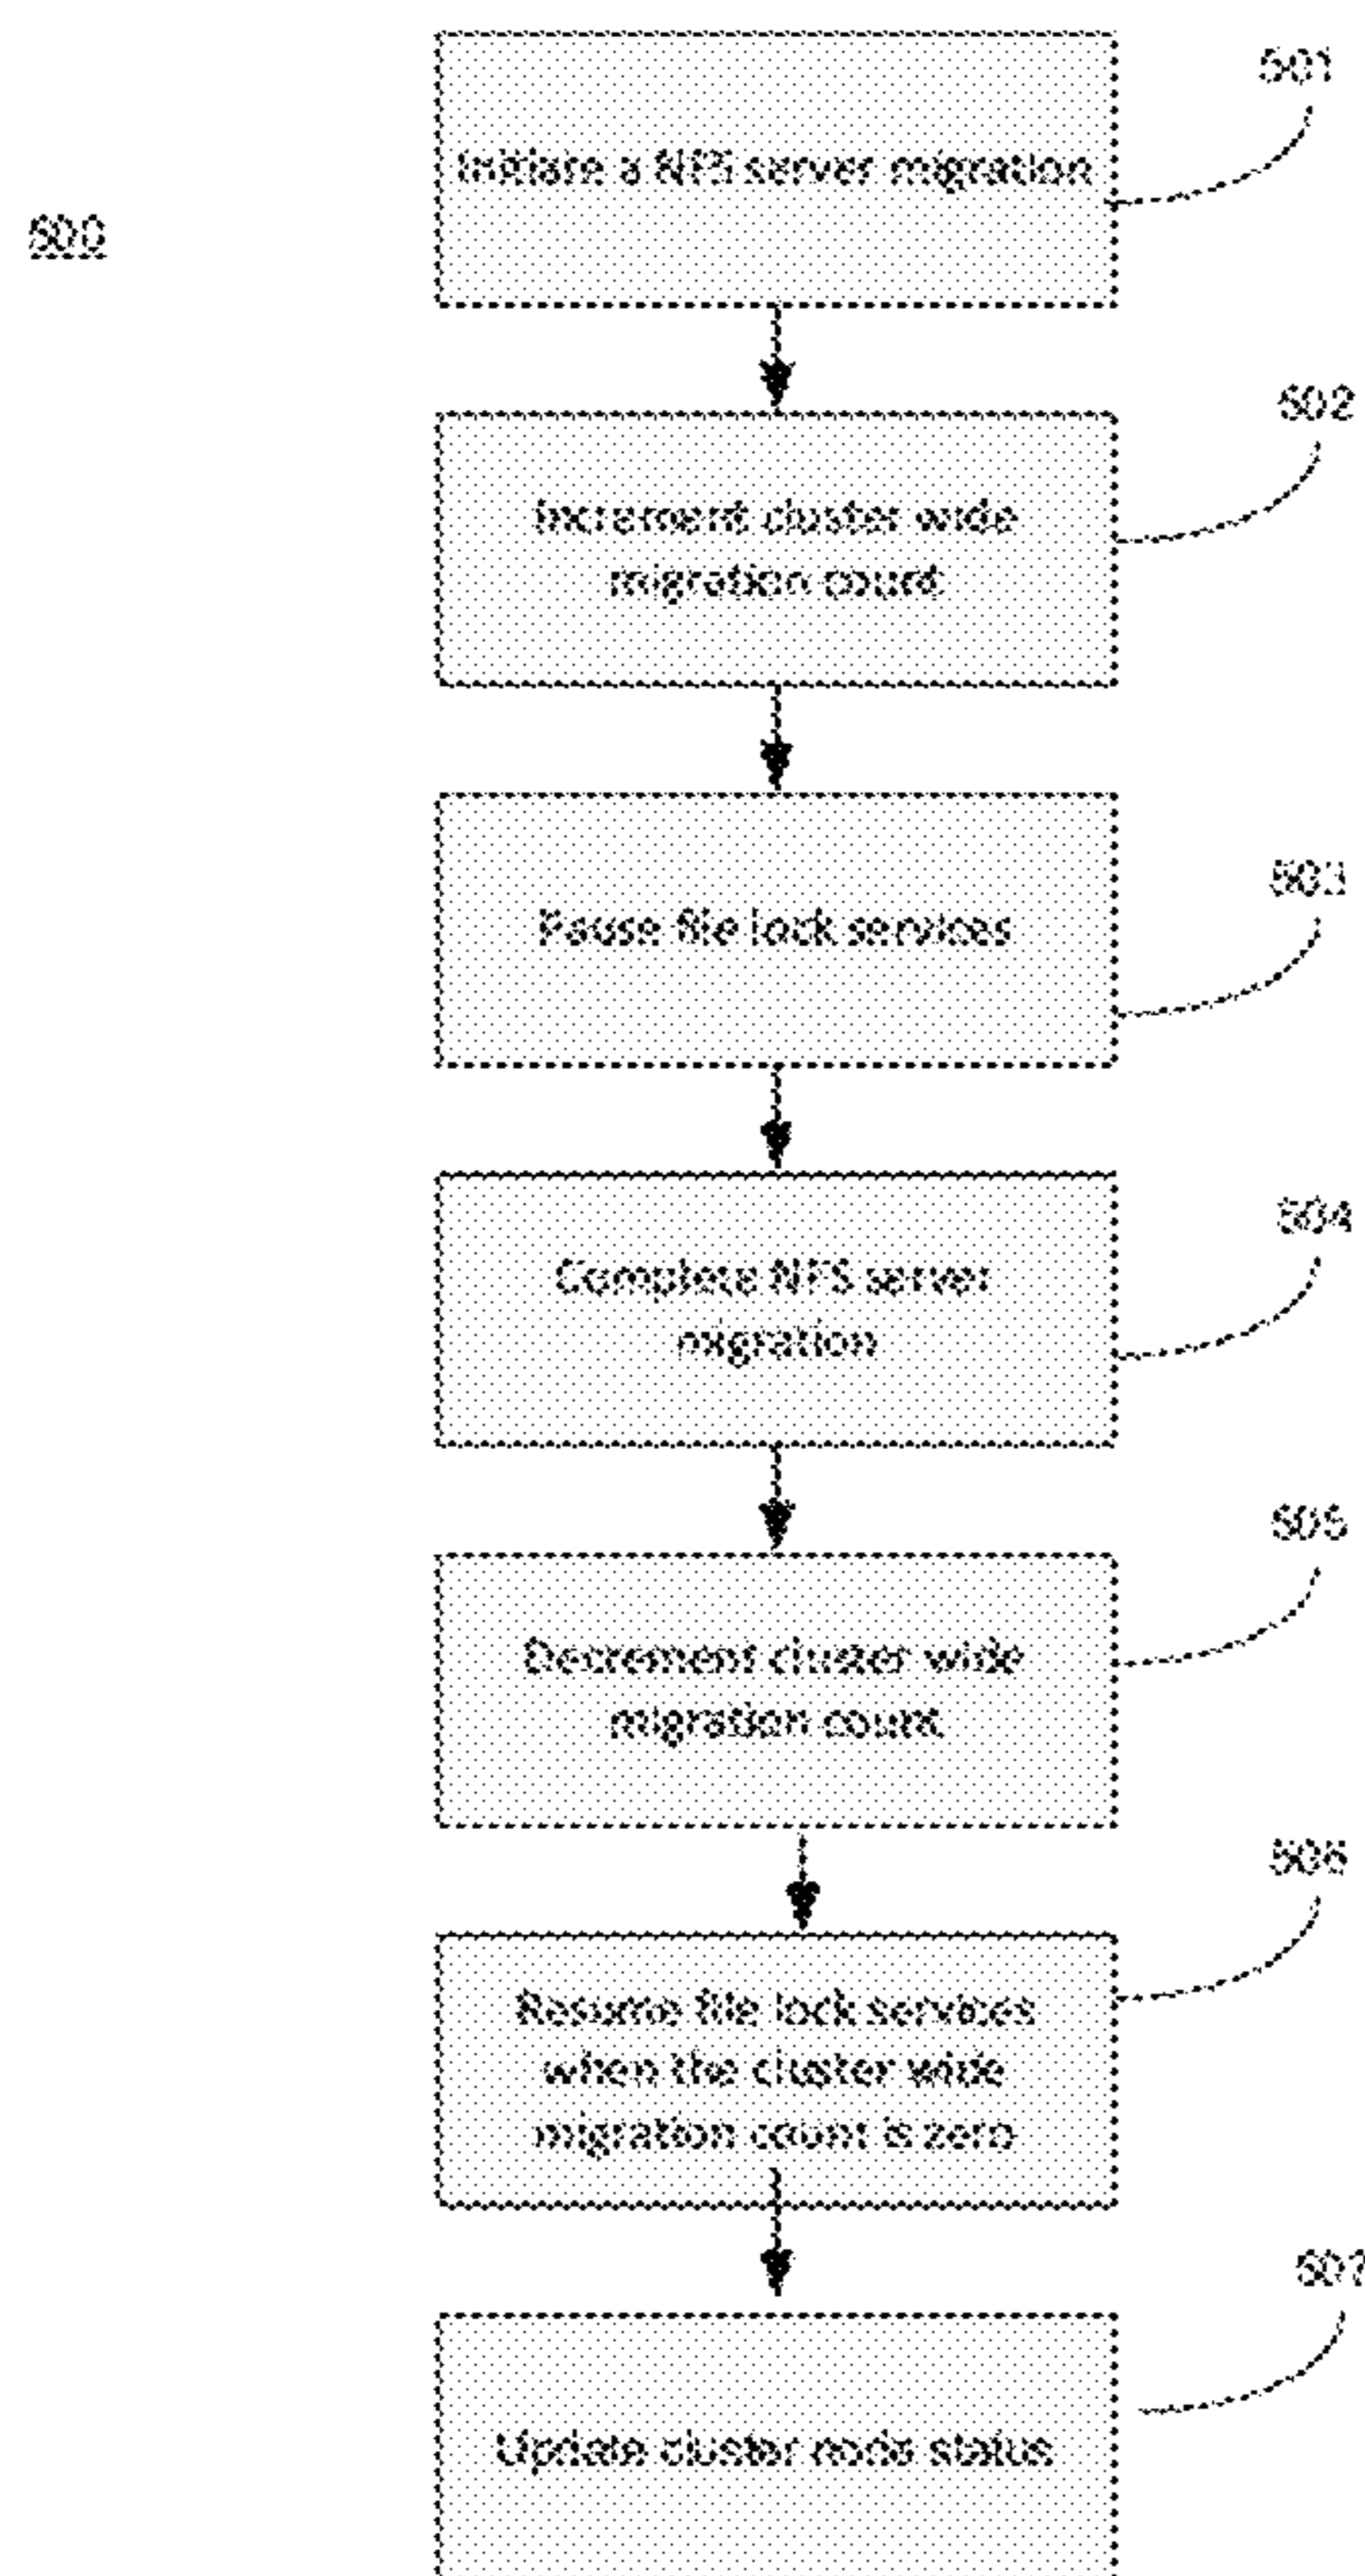 501
Initiate a NFS server migration
500
502
Increment cluster wide
migration count
503
Pause file lock services
504
Complete NFS server
migration
505
Decrement cluster wide
migration count
506
Resume file lock services
when the cluster wide
migration count is zero
507
Update cluster node status